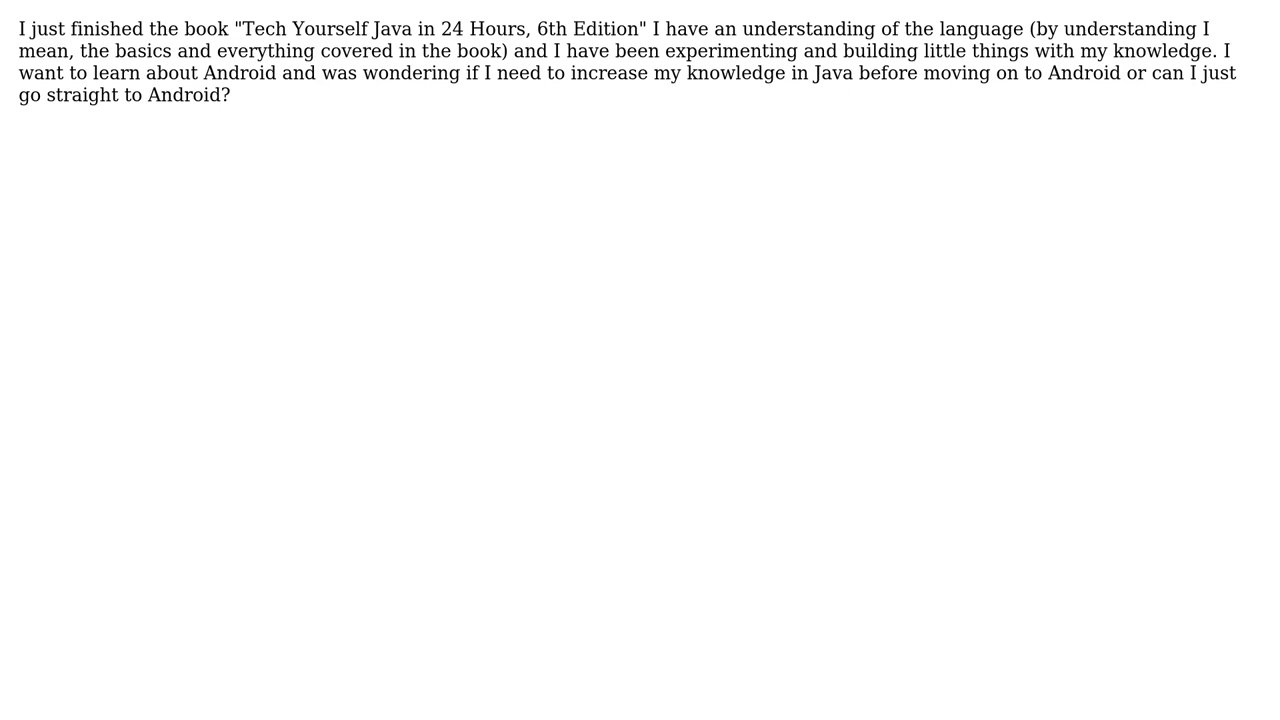 I just finished the book "Tech Yourself Java in 24 Hours, 6th Edition" I have an understanding of the language (by understanding I
mean, the basics and everything covered in the book) and I have been experimenting and building little things with my knowledge. I
want to learn about Android and was wondering if I need to increase my knowledge in Java before moving on to Android or can I just
go straight to Android?